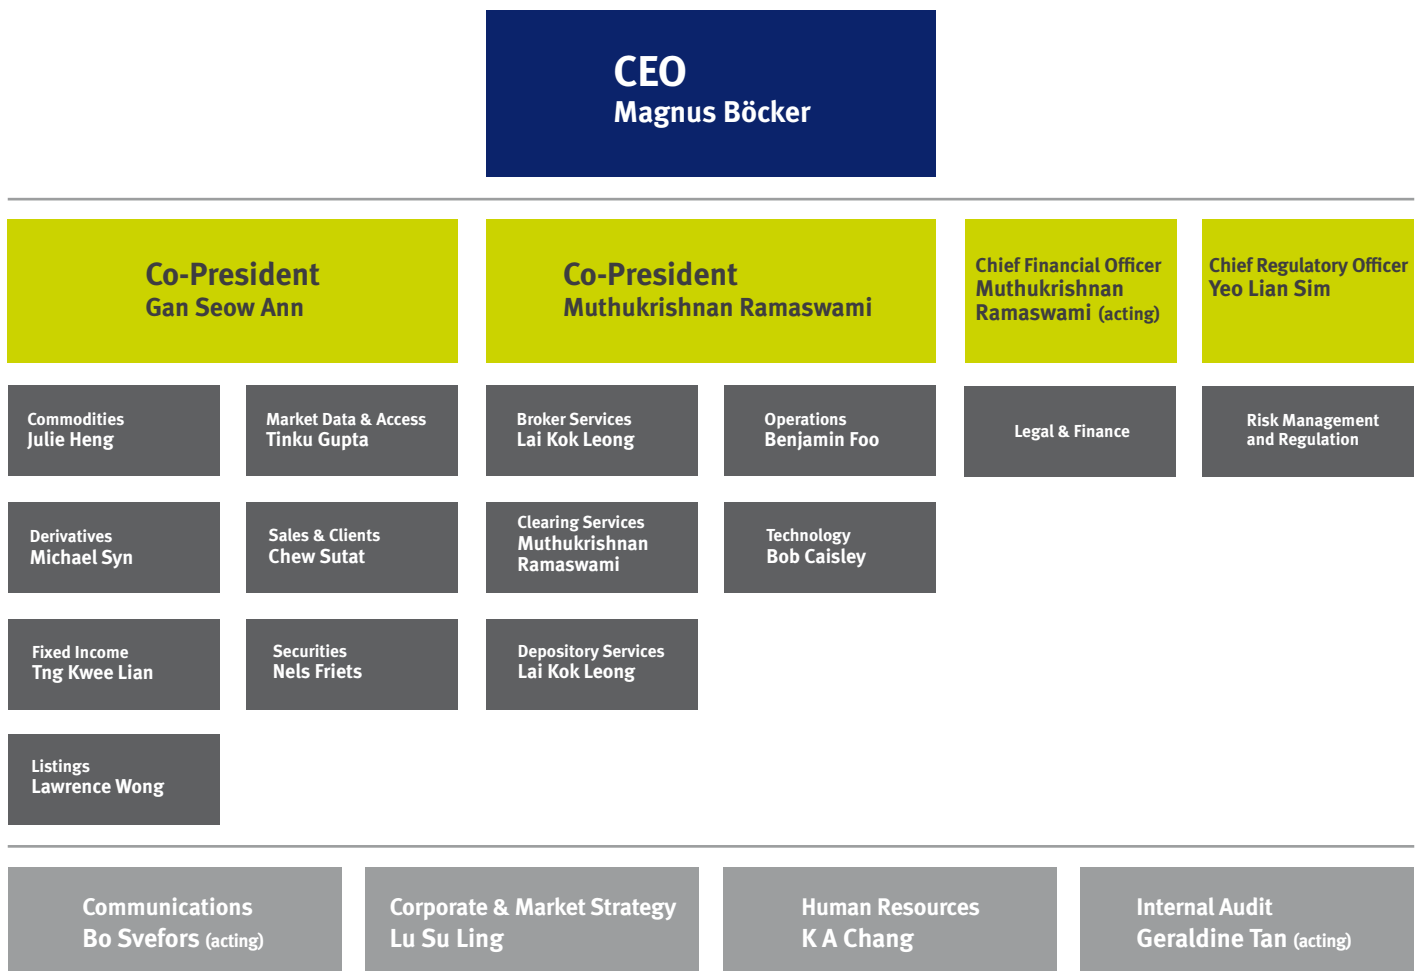 CEO
Magnus Böcker
Co-President
Gan Seow Ann
Co-President
Muthukrishnan Ramaswami
Chief Financial Officer
Muthukrishnan
Ramaswami (acting)
Chief Regulatory Officer
Yeo Lian Sim
Commodities
Julie Heng
Market Data & Access
Tinku Gupta
Broker Services
Lai Kok Leong
Operations
Benjamin Foo
Legal & Finance
Risk Management
and Regulation
Derivatives
Michael Syn
Sales & Clients
Chew Sutat
Clearing Services
Muthukrishnan
Ramaswami
Technology
Bob Caisley
Fixed Income
Tng Kwee Lian
Securities
Nels Friets
Depository Services
Lai Kok Leong
Listings
Lawrence Wong
Communications
Bo Svefors (acting)
Corporate & Market Strategy
Lu Su Ling
Human Resources
K A Chang
Internal Audit
Geraldine Tan (acting)